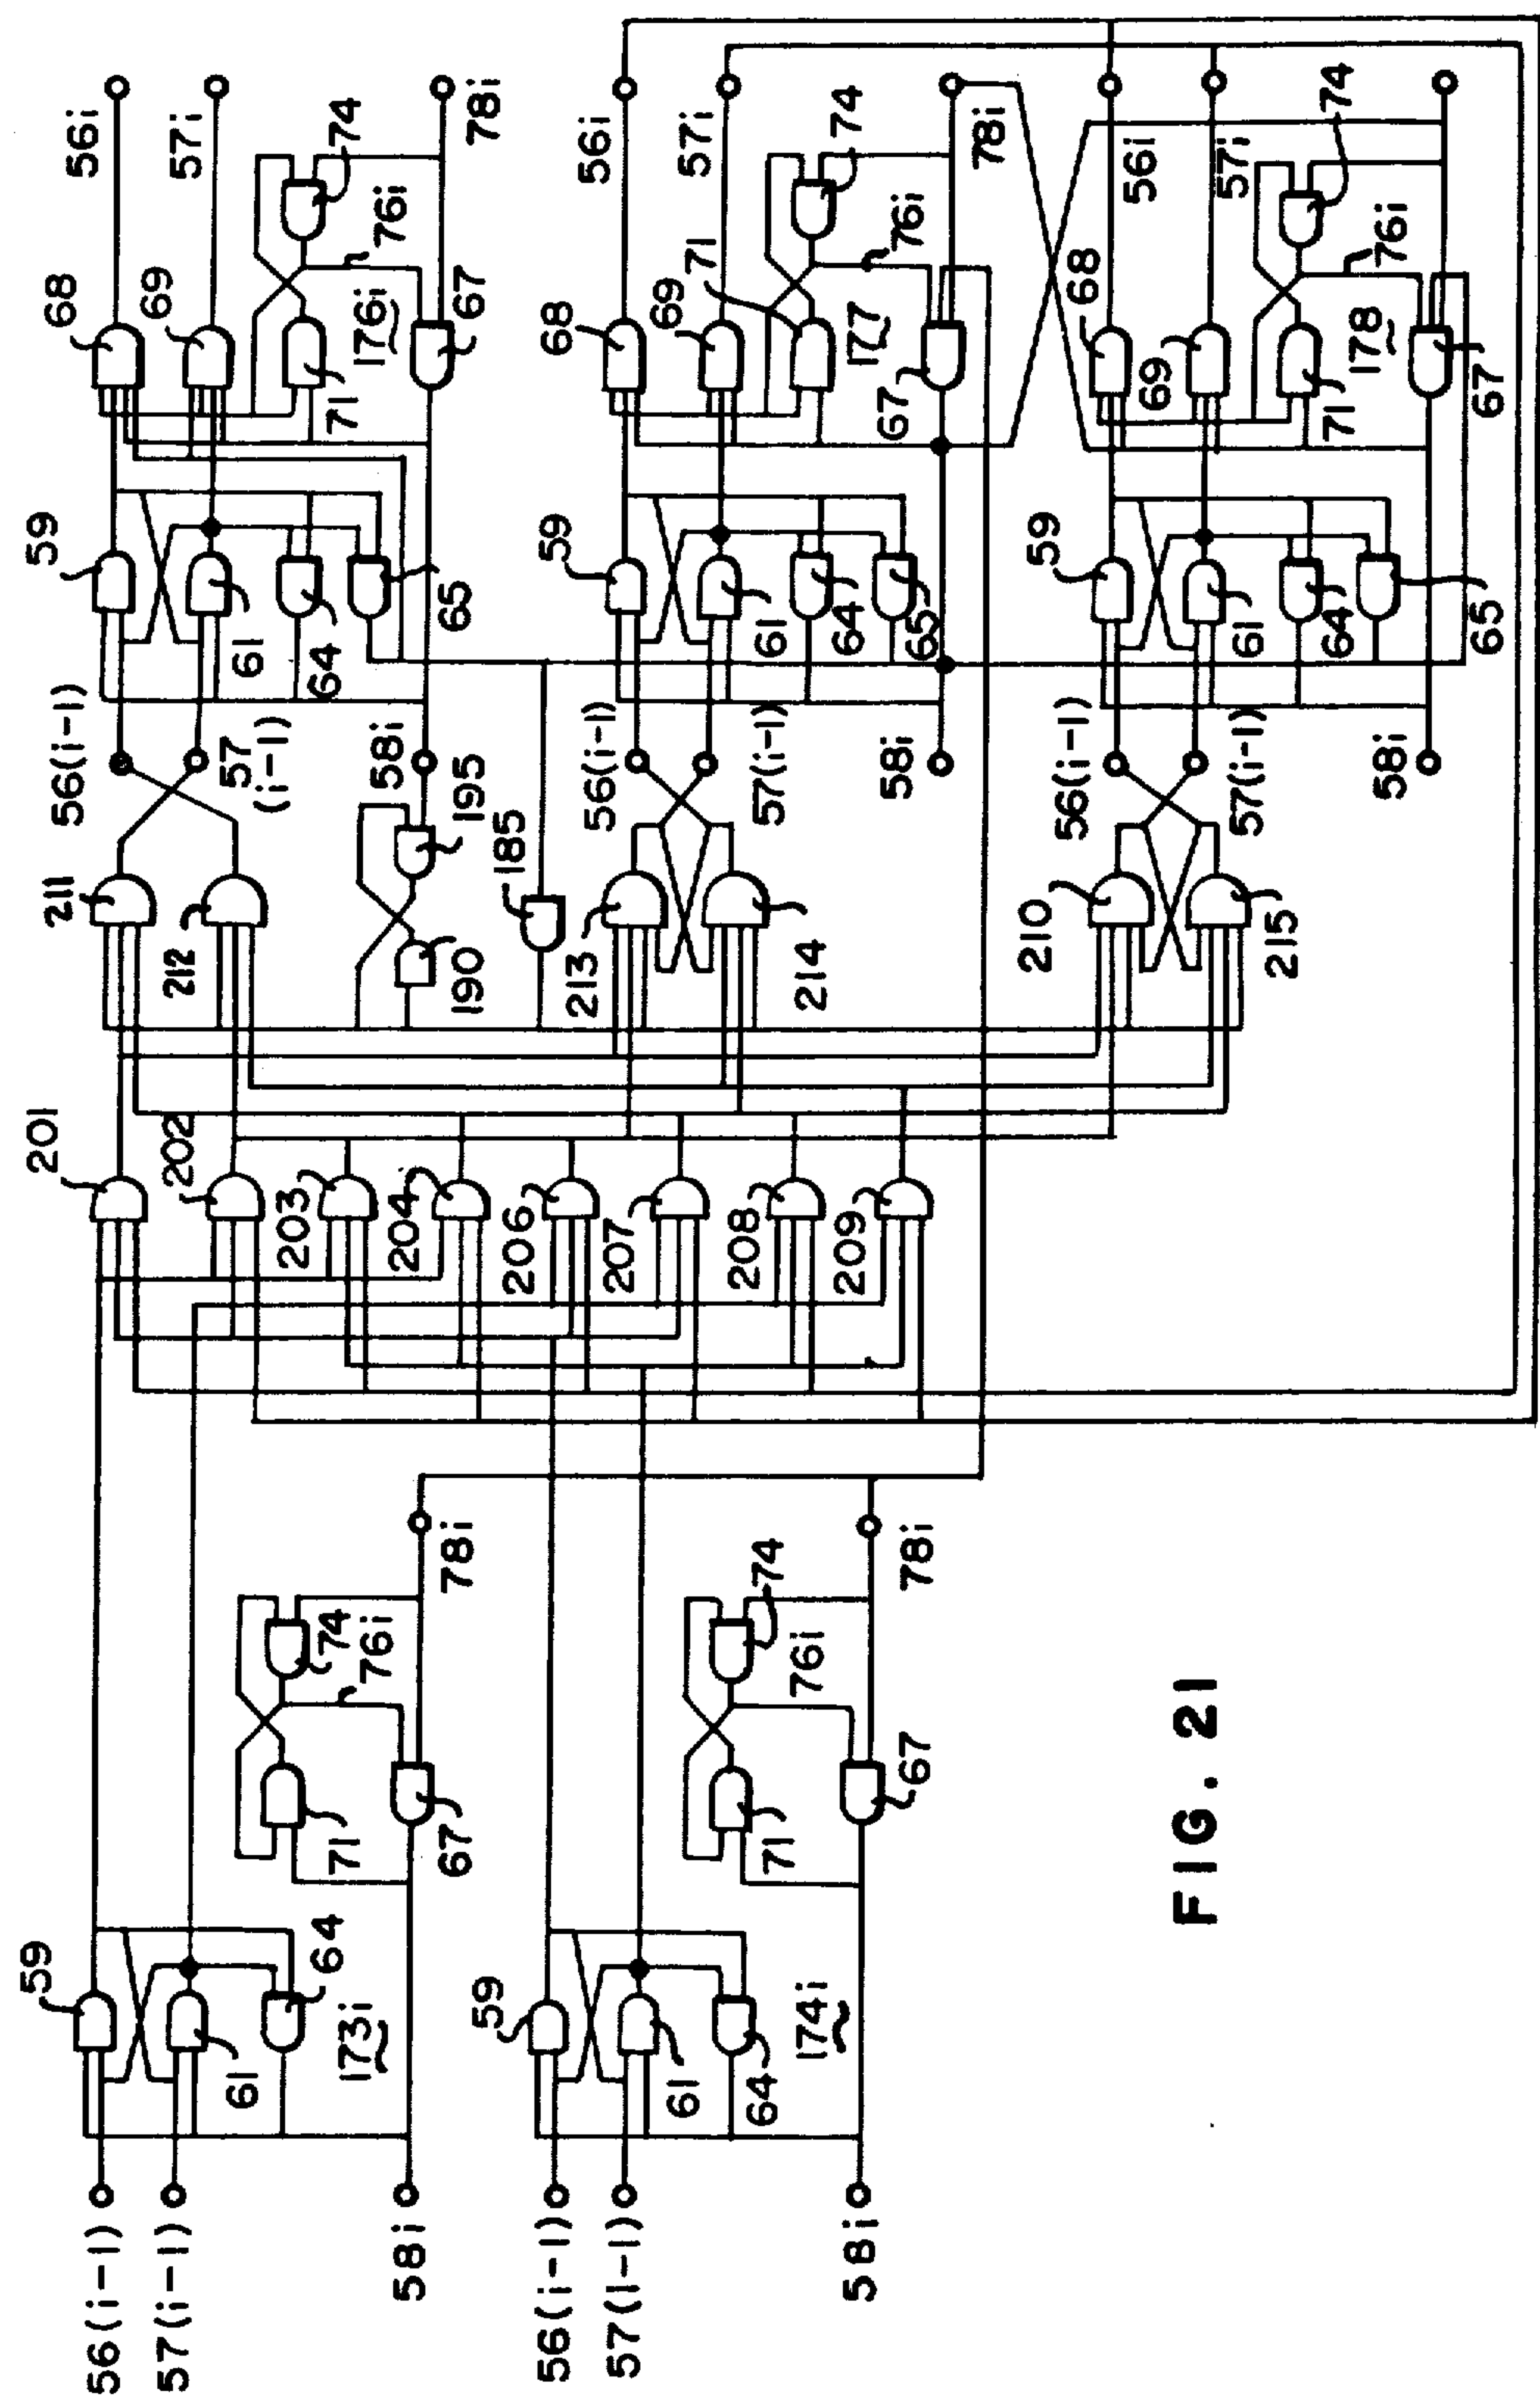 56i
57i
78i
68
69
74
76i
176i
71
67
59
61
64
65
56(i-1)
57
(i-1)
58i
211
212
195
190
185
201
202
203
204
206
207
208
209
56i
57i
78i
68
69
71
74
76i
177
67
59
61
64
65
56(i-1)
57(i-1)
58i
213
214
56i
57i
68
69
74
76i
178
71
67
59
61
64
65
56(i-1)
57(i-1)
58i
210
215
78i
74
76i
71
67
59
61
64
173i
56(i-1)
57(i-1)
58i
78i
74
76i
71
67
59
61
64
174i
56(i-1)
57(1-1)
58i
FIG. 21